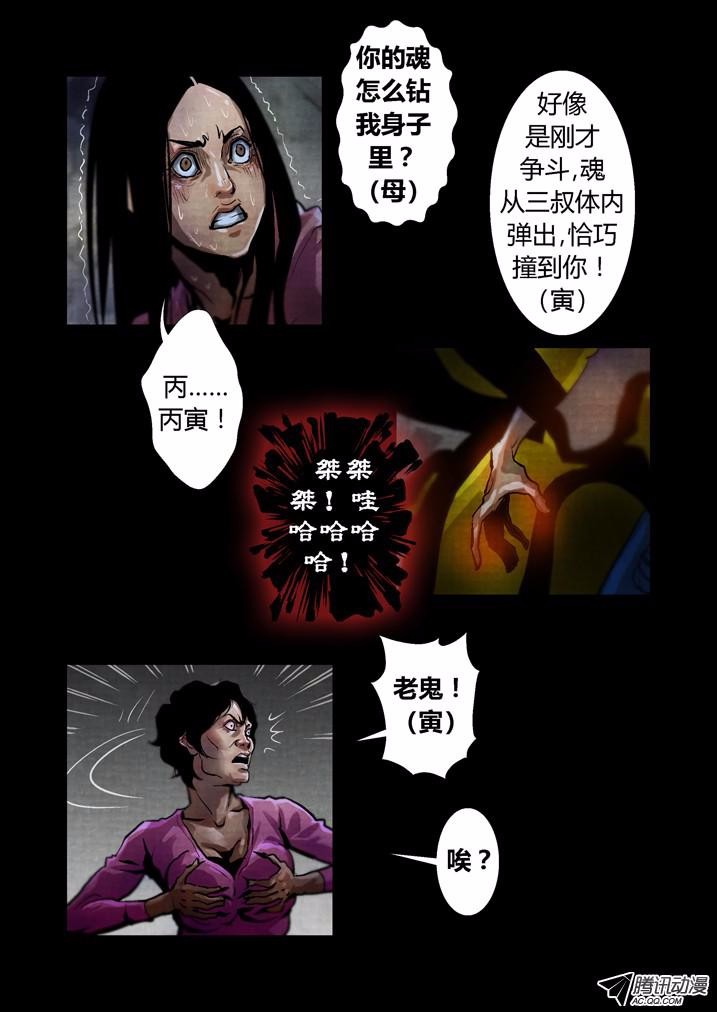 你的魂
怎么钻
我身子
里？
（母）
好像
是刚才
争斗,魂
从三叔体内
弹出,恰巧
撞到你！
（寅）
丙……
丙寅！
桀桀
桀！哇
哈哈哈
哈！
老鬼！
（寅）
唉？
腾讯动漫
AC.QQ.COM